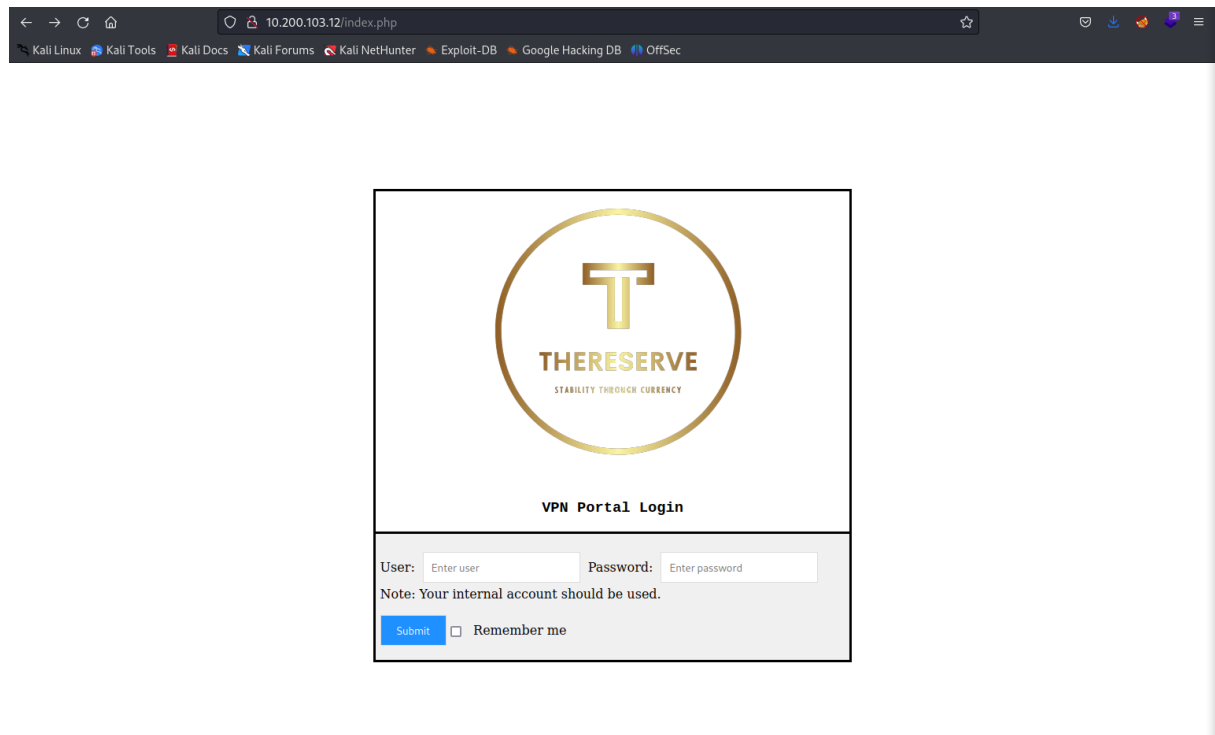 10.200.103.12/index.php
3
Kali Linux Kali Tools Kali Docs Kali Forums Kali NetHunter Exploit-DB Google Hacking DB OffSec
T
THERESERVE
STABILITY THROUGH CURRENCY
VPN Portal Login
User: Enter user Password: Enter password
Note: Your internal account should be used.
Submit Remember me